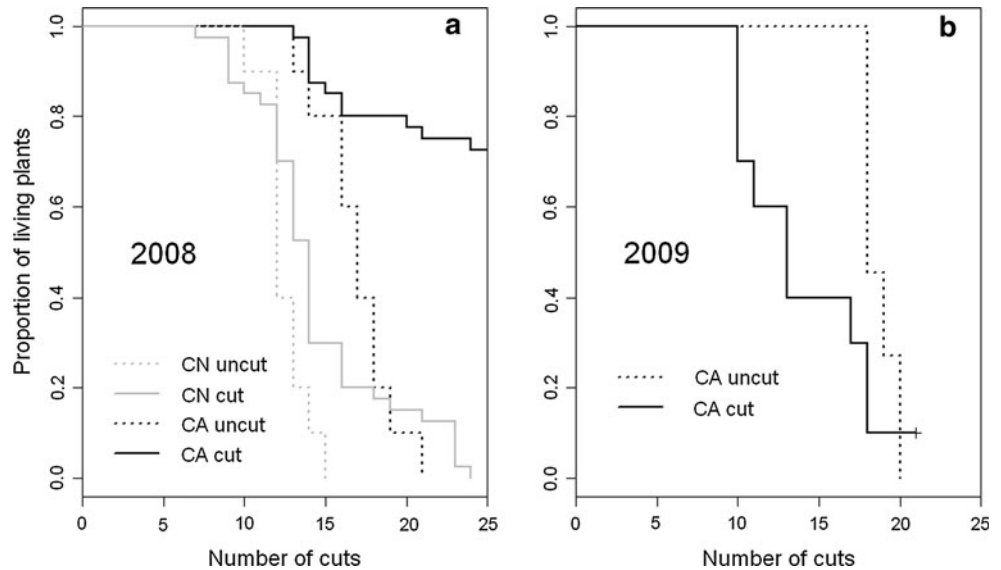 a
1.0
0.8
0.6
0.4
0.2
0.0
Proportion of living plants
2008
CN uncut
CN cut
CA uncut
CA cut
0 5 10 15 20 25
Number of cuts
b
1.0
0.8
0.6
0.4
0.2
0.0
2009
CA uncut
CA cut
0 5 10 15 20 25
Number of cuts